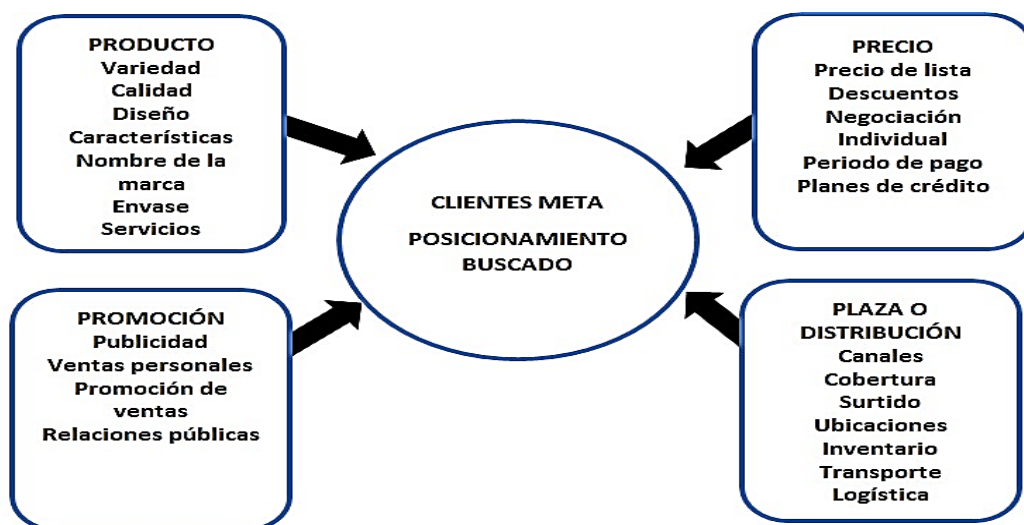 PRODUCTO
Variedad
Calidad
Diseño
Características
Nombre de la
marca
Envase
Servicios
PRECIO
Precio de lista
Descuentos
Negociación
Individual
Periodo de pago
Planes de crédito
CLIENTES META
POSICIONAMIENTO
BUSCADO
PROMOCIÓN
Publicidad
Ventas personales
Promoción de
ventas
Relaciones públicas
PLAZA O
DISTRIBUCIÓN
Canales
Cobertura
Surtido
Ubicaciones
Inventario
Transporte
Logística